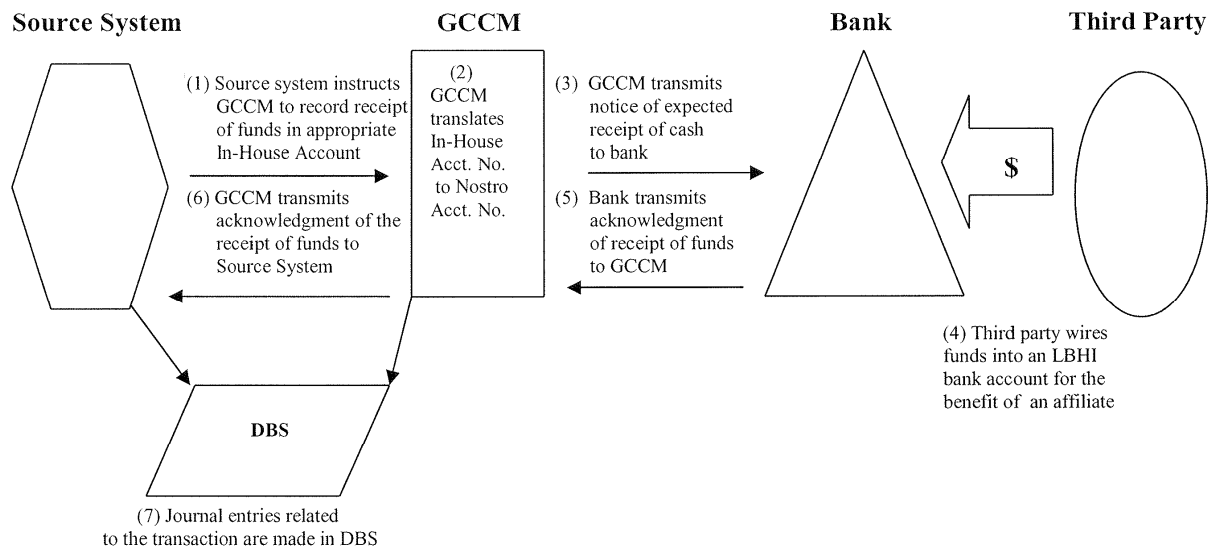 Source System
GCCM
Bank
Third Party
(1) Source system instructs
GCCM to record receipt
of funds in appropriate
In-House Account
(2)
GCCM
translates
In-House
Acct. No.
to Nostro
Acct. No.
(3) GCCM transmits
notice of expected
receipt of cash
to bank
$
(6) GCCM transmits
acknowledgment of the
receipt of funds to
Source System
(5) Bank transmits
acknowledgment
of receipt of funds
to GCCM
(4) Third party wires
funds into an LBHI
bank account for the
benefit of an affiliate
DBS
(7) Journal entries related
to the transaction are made in DBS